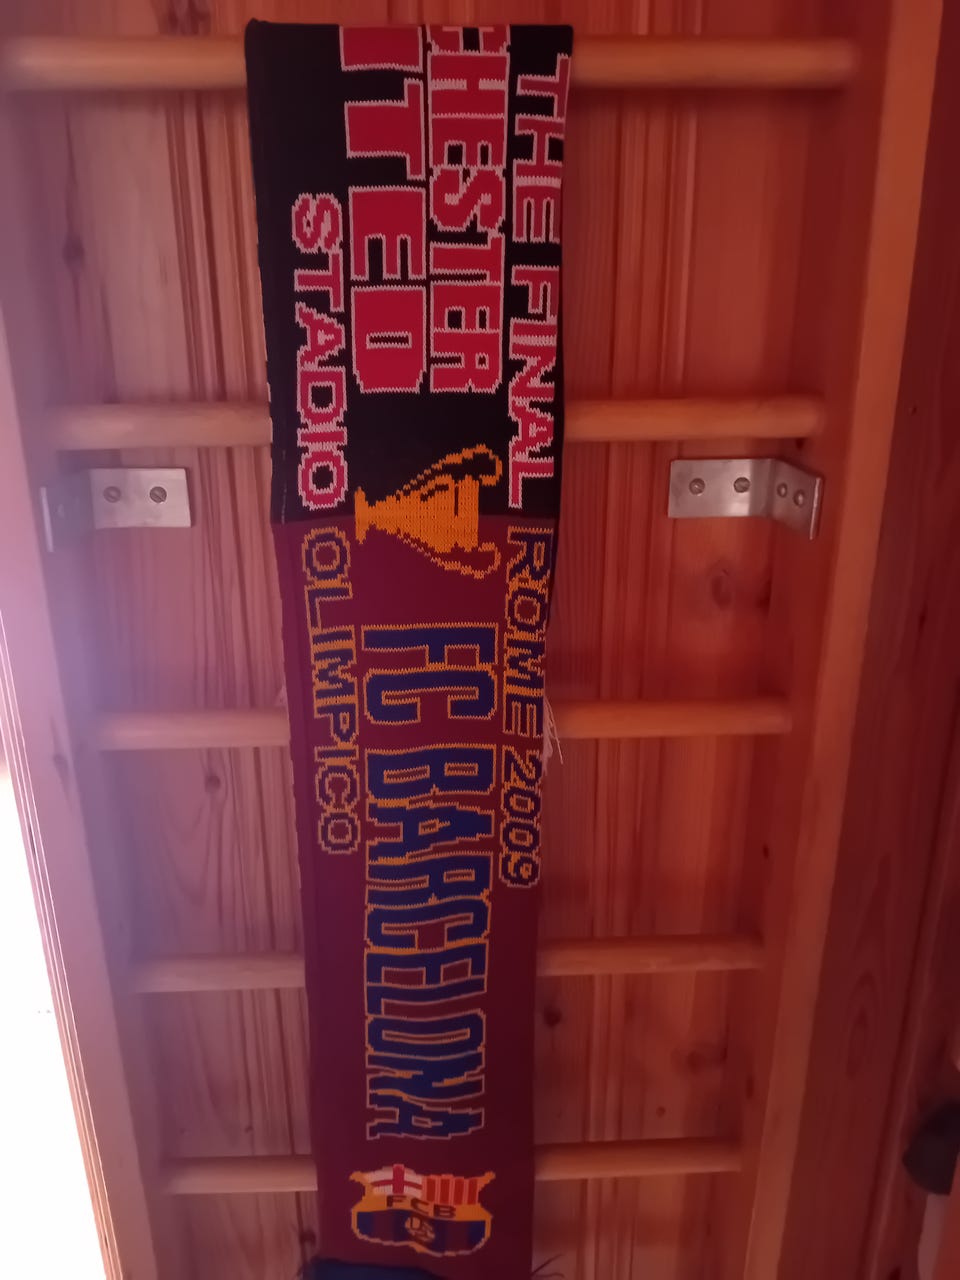 THE FINAL ROME 2009
CHESTER
ITED
FC BARCELONA
STADIO OLIMPICO
FCB